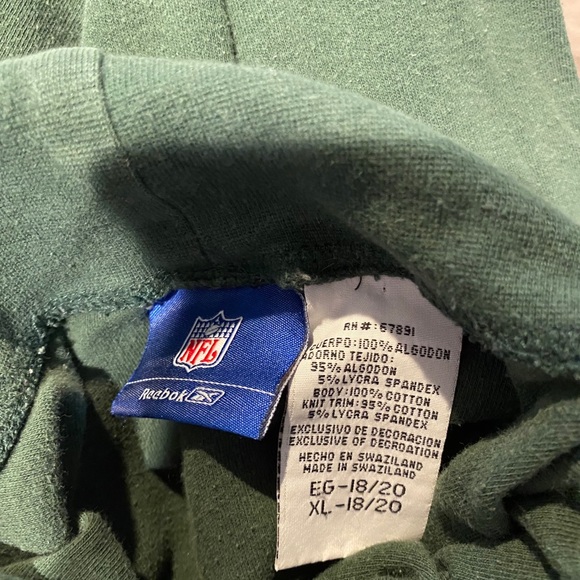 NFL
Reebok
RN#:67891
CUERPO:100% ALGODON
ADORNO TEJIDO:
95% ALGODON
5% LYCRA SPANDEX
BODY:100% COTTON
KNIT TRIM:95% COTTON
5% LYCRA SPANDEX
EXCLUSIVO DE DECORACION
EXCLUSIVE OF DECROATION
HECHO EN SWAZILAND
MADE IN SWAZILAND
EG-18/20
XL-18/20